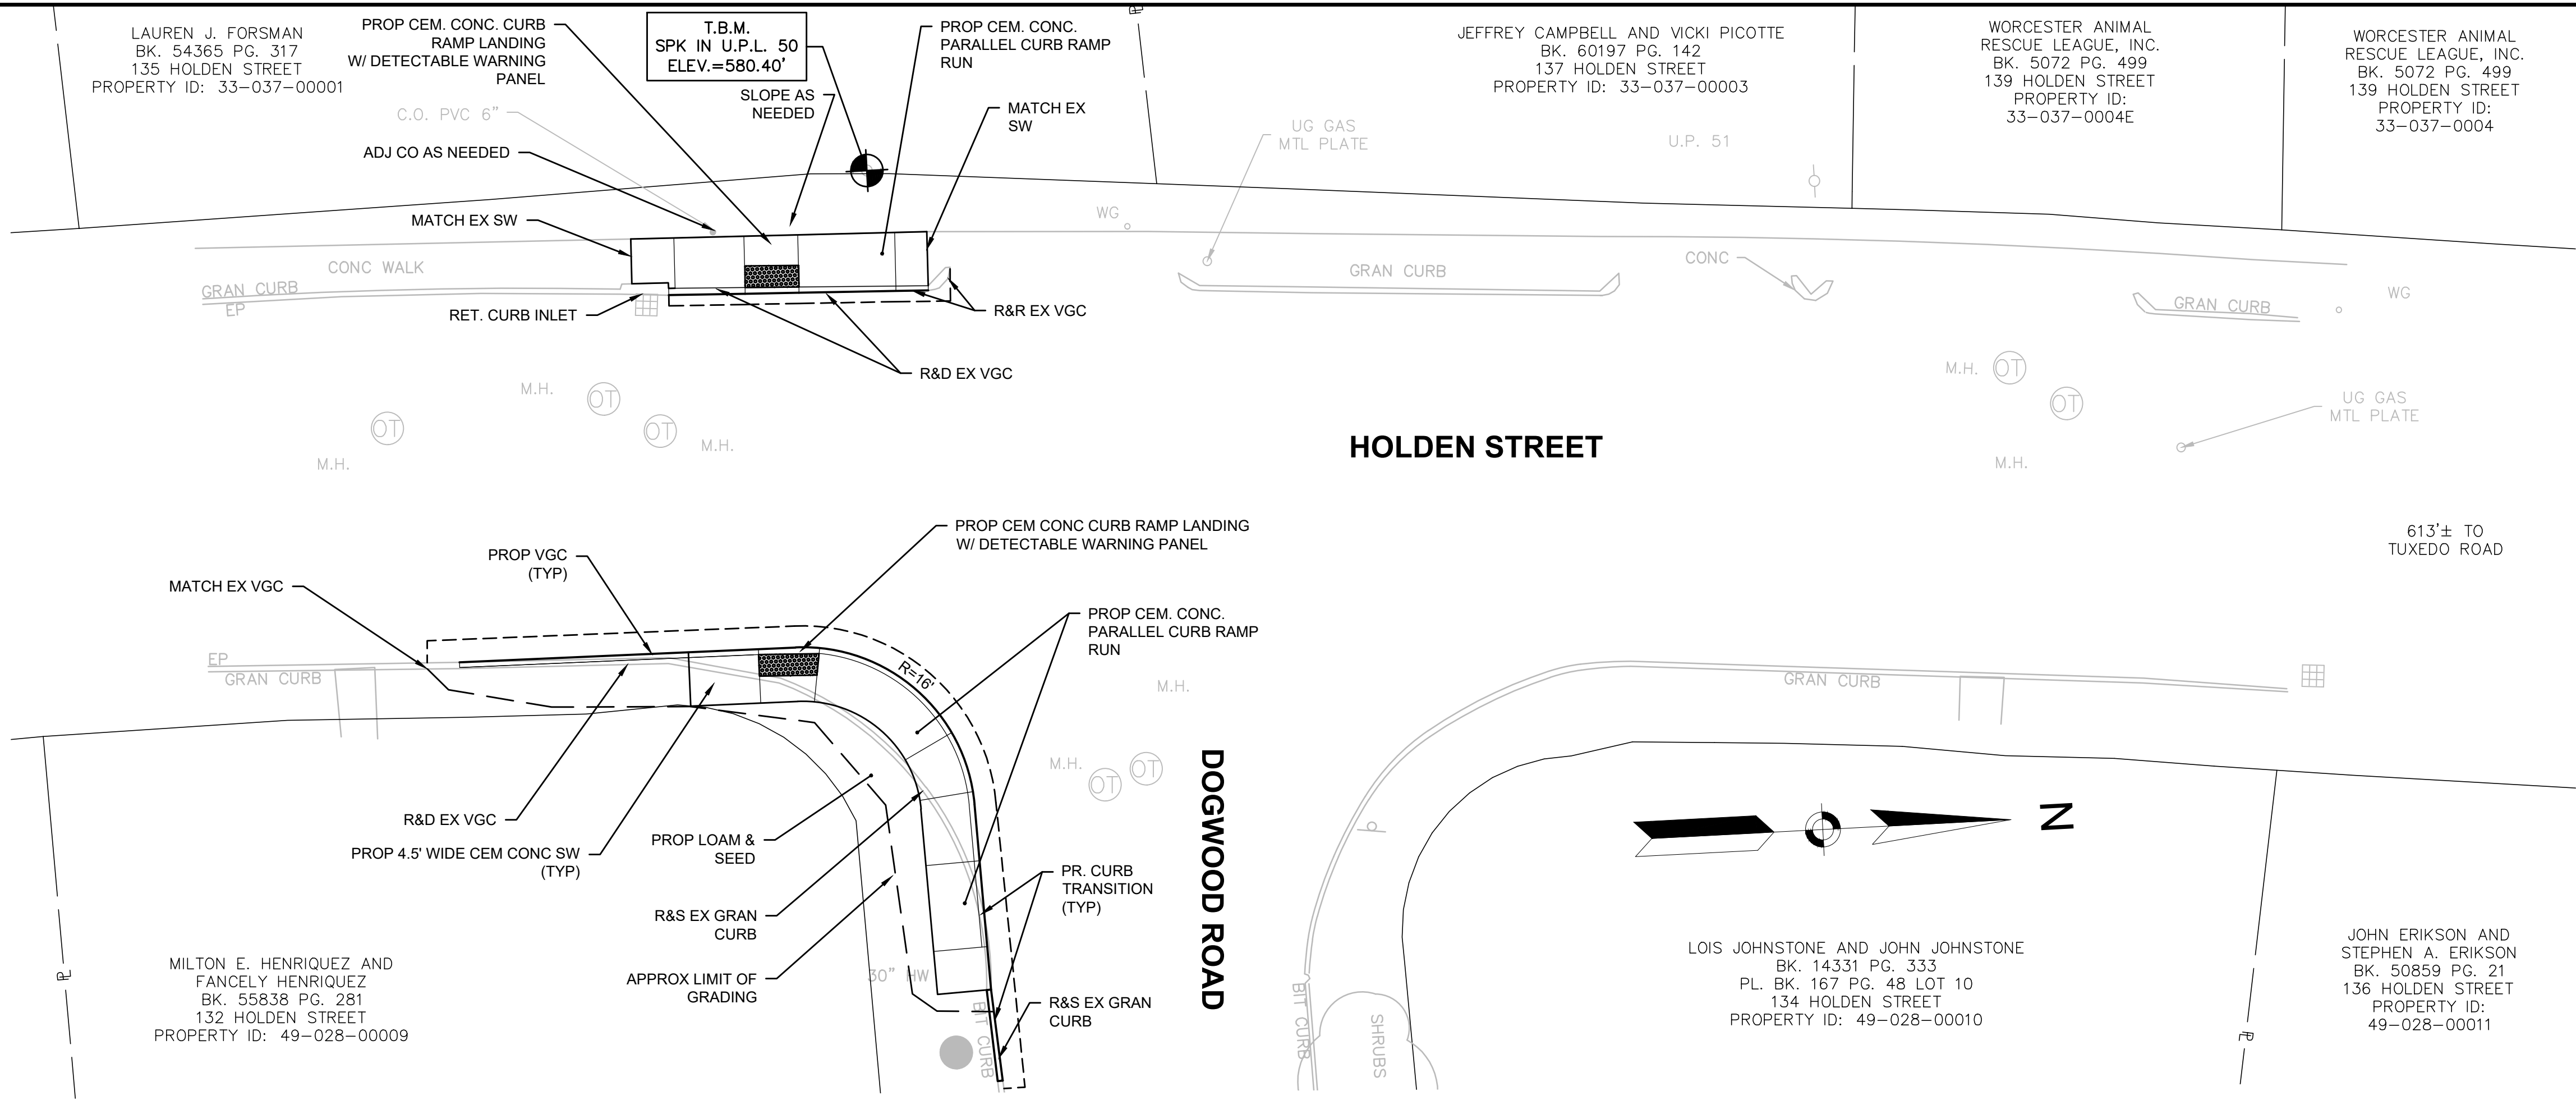 LAUREN J. FORSMAN
BK. 54365 PG. 317
135 HOLDEN STREET
PROPERTY ID: 33-037-00001
PROP CEM. CONC. CURB
RAMP LANDING
W/ DETECTABLE WARNING
PANEL
T.B.M.
SPK IN U.P.L. 50
ELEV.=580.40'
PROP CEM. CONC.
PARALLEL CURB RAMP
RUN
PL
JEFFREY CAMPBELL AND VICKI PICOTTE
BK. 60197 PG. 142
137 HOLDEN STREET
PROPERTY ID: 33-037-00003
WORCESTER ANIMAL
RESCUE LEAGUE, INC.
BK. 5072 PG. 499
139 HOLDEN STREET
PROPERTY ID:
33-037-0004E
WORCESTER ANIMAL
RESCUE LEAGUE, INC.
BK. 5072 PG. 499
139 HOLDEN STREET
PROPERTY ID:
33-037-0004
C.O. PVC 6"
SLOPE AS
NEEDED
MATCH EX
SW
UG GAS
MTL PLATE
U.P. 51
ADJ CO AS NEEDED
MATCH EX SW
WG
CONC WALK
GRAN CURB
EP
GRAN CURB
CONC
GRAN CURB
WG
RET. CURB INLET
R&R EX VGC
R&D EX VGC
M.H.
OT
OT
OT
M.H.
M.H.
HOLDEN STREET
M.H.
OT
OT
M.H.
UG GAS
MTL PLATE
613'± TO
TUXEDO ROAD
PROP CEM CONC CURB RAMP LANDING
W/ DETECTABLE WARNING PANEL
PROP VGC
(TYP)
MATCH EX VGC
PROP CEM. CONC.
PARALLEL CURB RAMP
RUN
EP
GRAN CURB
R=16'
M.H.
GRAN CURB
M.H.
OT
OT
DOGWOOD ROAD
N
R&D EX VGC
PROP 4.5' WIDE CEM CONC SW
(TYP)
PROP LOAM &
SEED
PR. CURB
TRANSITION
(TYP)
R&S EX GRAN
CURB
APPROX LIMIT OF
GRADING
30" HW
BIT CURB
R&S EX GRAN
CURB
BIT CURB
SHRUBS
PL
MILTON E. HENRIQUEZ AND
FANCELY HENRIQUEZ
BK. 55838 PG. 281
132 HOLDEN STREET
PROPERTY ID: 49-028-00009
LOIS JOHNSTONE AND JOHN JOHNSTONE
BK. 14331 PG. 333
PL. BK. 167 PG. 48 LOT 10
134 HOLDEN STREET
PROPERTY ID: 49-028-00010
PL
JOHN ERIKSON AND
STEPHEN A. ERIKSON
BK. 50859 PG. 21
136 HOLDEN STREET
PROPERTY ID:
49-028-00011